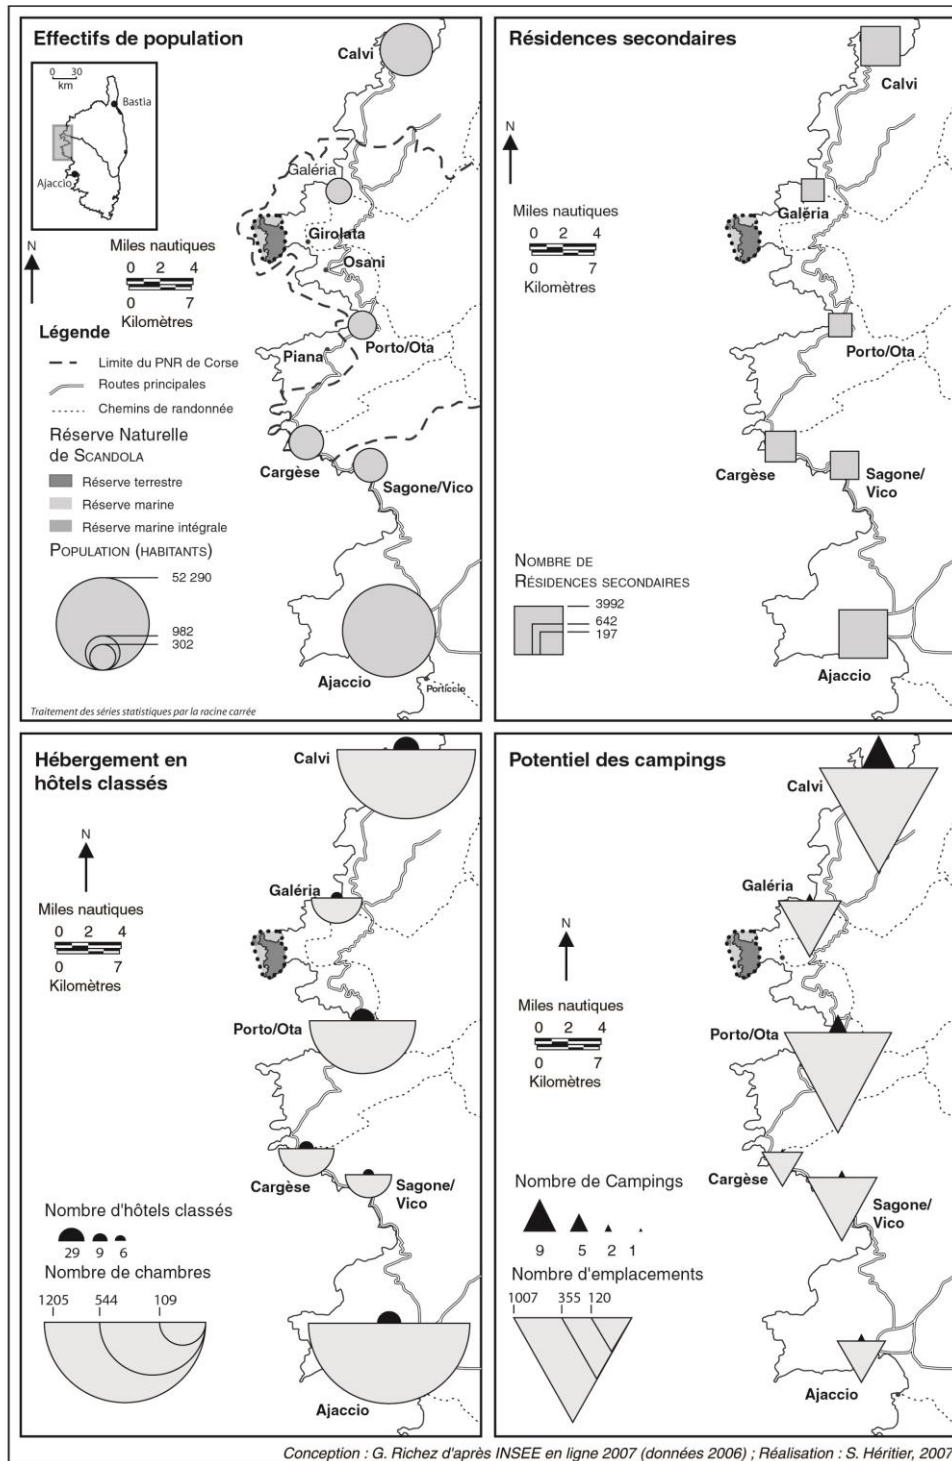 Effectifs de population
0 30
km
Bastia
Ajaccio
N
Miles nautiques
0 2 4
0 7
Kilomètres
Légende
Limite du PNR de Corse
Routes principales
Chemins de randonnée
Réserve Naturelle
de SCANDOLA
Réserve terrestre
Réserve marine
Réserve marine intégrale
POPULATION (HABITANTS)
52 290
982
302
Traitement des séries statistiques par la racine carrée
Calvi
Galéria
Girolata
Osani
Porto/Ota
Piana
Cargèse
Sagone/Vico
Ajaccio
Porticcio
Résidences secondaires
N
Miles nautiques
0 2 4
0 7
Kilomètres
Calvi
Galéria
Porto/Ota
Cargèse
Sagone/
Vico
NOMBRE DE
RÉSIDENCES SECONDAIRES
3992
642
197
Ajaccio
Hébergement en
hôtels classés
N
Miles nautiques
0 2 4
0 7
Kilomètres
Calvi
Galéria
Porto/Ota
Cargèse
Sagone/
Vico
Nombre d'hôtels classés
29 9 6
Nombre de chambres
1205 544 109
Ajaccio
Potentiel des campings
Calvi
Galéria
N
Miles nautiques
0 2 4
0 7
Kilomètres
Porto/Ota
Cargèse
Sagone/
Vico
Nombre de Campings
9 5 2 1
Nombre d'emplacements
1007 355 120
Ajaccio
Conception : G. Richez d'après INSEE en ligne 2007 (données 2006) ; Réalisation : S. Héritier, 2007